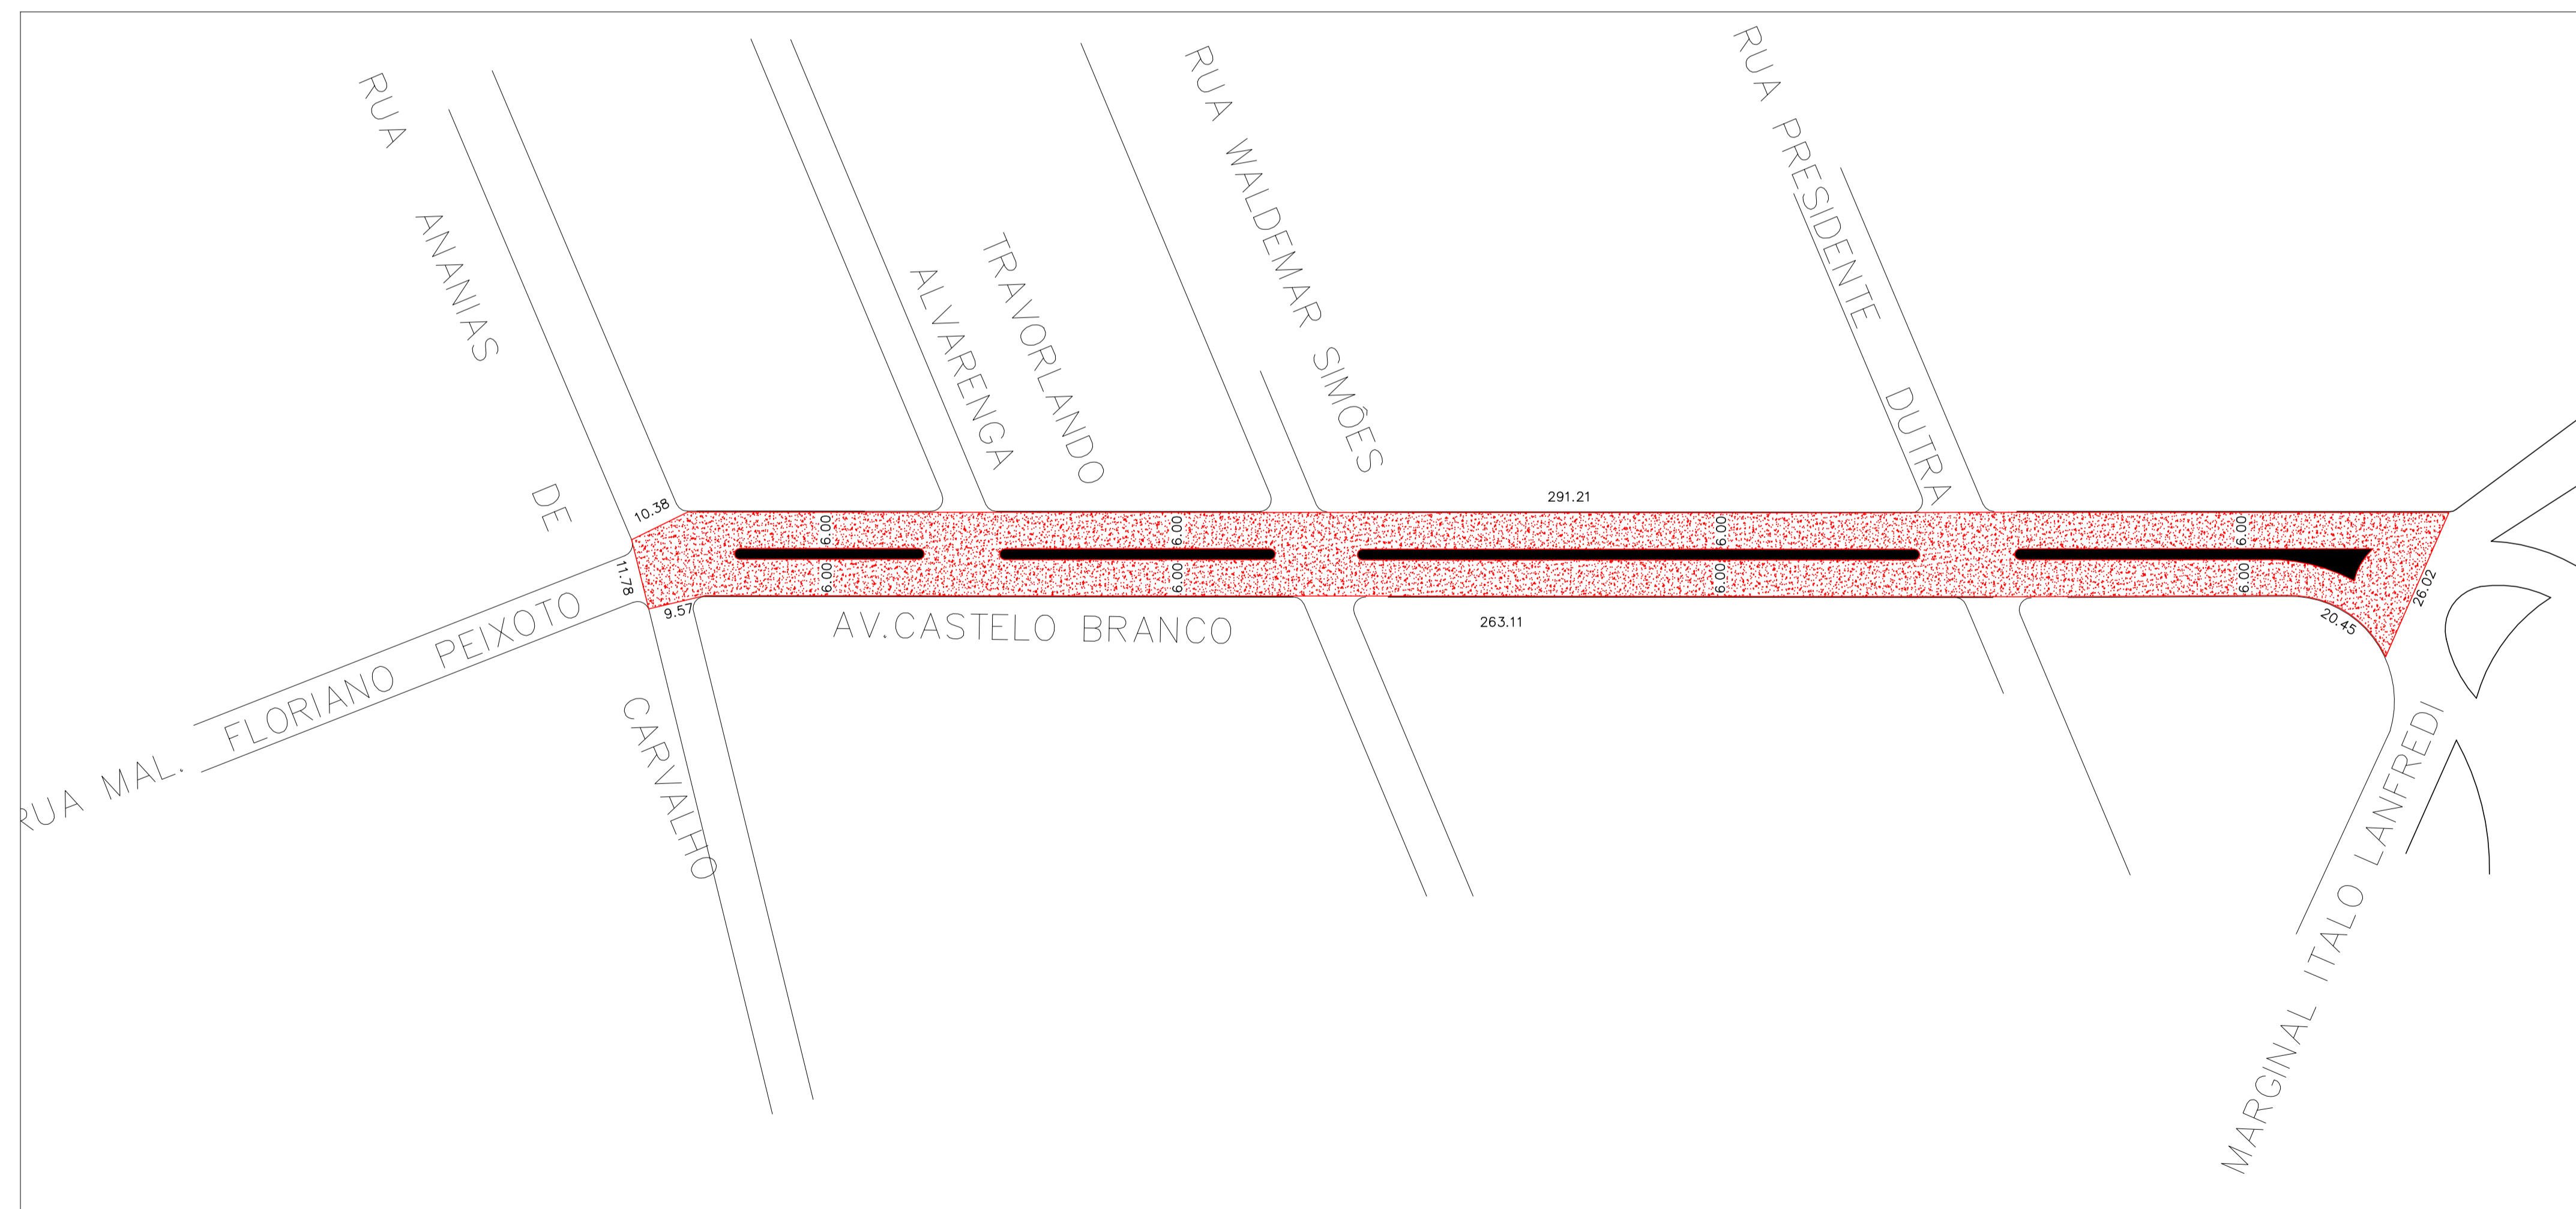 RUA ANANIAS DE CARVALHO
TRAVORLANDO
ALVARENGA
RUA WALDEMAR SIMÕES
RUA PRESIDENTE DUTRA
10.38
291.21
6.00
6.00
6.00
6.00
6.00
6.00
6.00
6.00
11.78
9.57
26.02
20.45
263.11
AV.CASTELO BRANCO
RUA MAL. FLORIANO PEIXOTO
MARGINAL ITALO LANFREDI